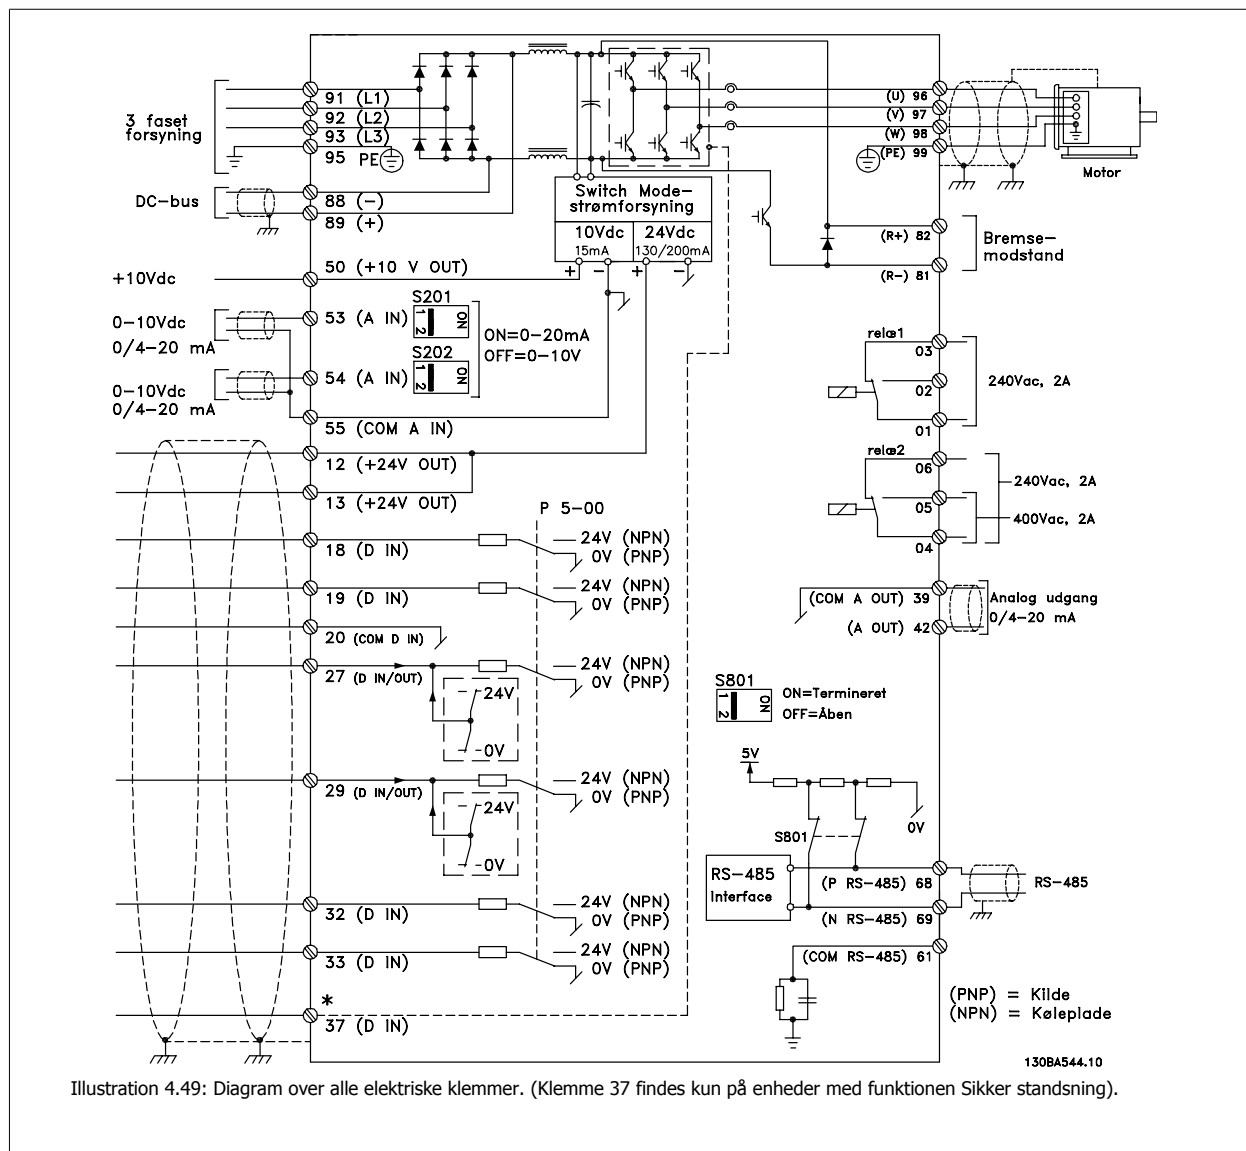 3 faset
forsyning
91 (L1)
92 (L2)
93 (L3)
95 PE
DC-bus
88 (-)
89 (+)
+10Vdc
50 (+10 V OUT)
0-10Vdc
0/4-20 mA
53 (A IN)
S201
1 2
ON
ON=0-20mA
OFF=0-10V
S202
1 2
ON
0-10Vdc
0/4-20 mA
54 (A IN)
55 (COM A IN)
12 (+24V OUT)
13 (+24V OUT)
P 5-00
18 (D IN)
24V (NPN)
0V (PNP)
19 (D IN)
24V (NPN)
0V (PNP)
20 (COM D IN)
27 (D IN/OUT)
24V (NPN)
0V (PNP)
24V
0V
29 (D IN/OUT)
24V (NPN)
0V (PNP)
24V
0V
32 (D IN)
24V (NPN)
0V (PNP)
33 (D IN)
24V (NPN)
0V (PNP)
*
37 (D IN)
Switch Mode-
strømforsyning
10Vdc
15mA
24Vdc
130/200mA
+ - + -
(U) 96
(V) 97
(W) 98
(PE) 99
Motor
(R+) 82
(R-) 81
Bremse-
modstand
relæ1
03
02
01
240Vac, 2A
relæ2
06
05
04
240Vac, 2A
400Vac, 2A
(COM A OUT) 39
(A OUT) 42
Analog udgang
0/4-20 mA
S801
1 2
ON
ON=Termineret
OFF=Åben
5V
S801
0V
RS-485
Interface
(P RS-485) 68
(N RS-485) 69
RS-485
(COM RS-485) 61
(PNP) = Kilde
(NPN) = Køleplade
130BA544.10
Illustration 4.49: Diagram over alle elektriske klemmer. (Klemme 37 findes kun på enheder med funktionen Sikker standsning).